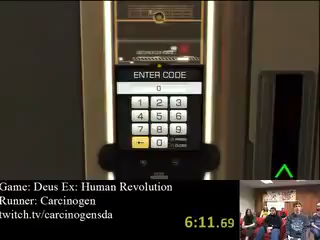 ENTER CODE
0
1 2 3
4 5 6
7 8 9
0
Game: Deus Ex: Human Revolution
Runner: Carcinogen
twitch.tv/carcinogensda
6:11.69